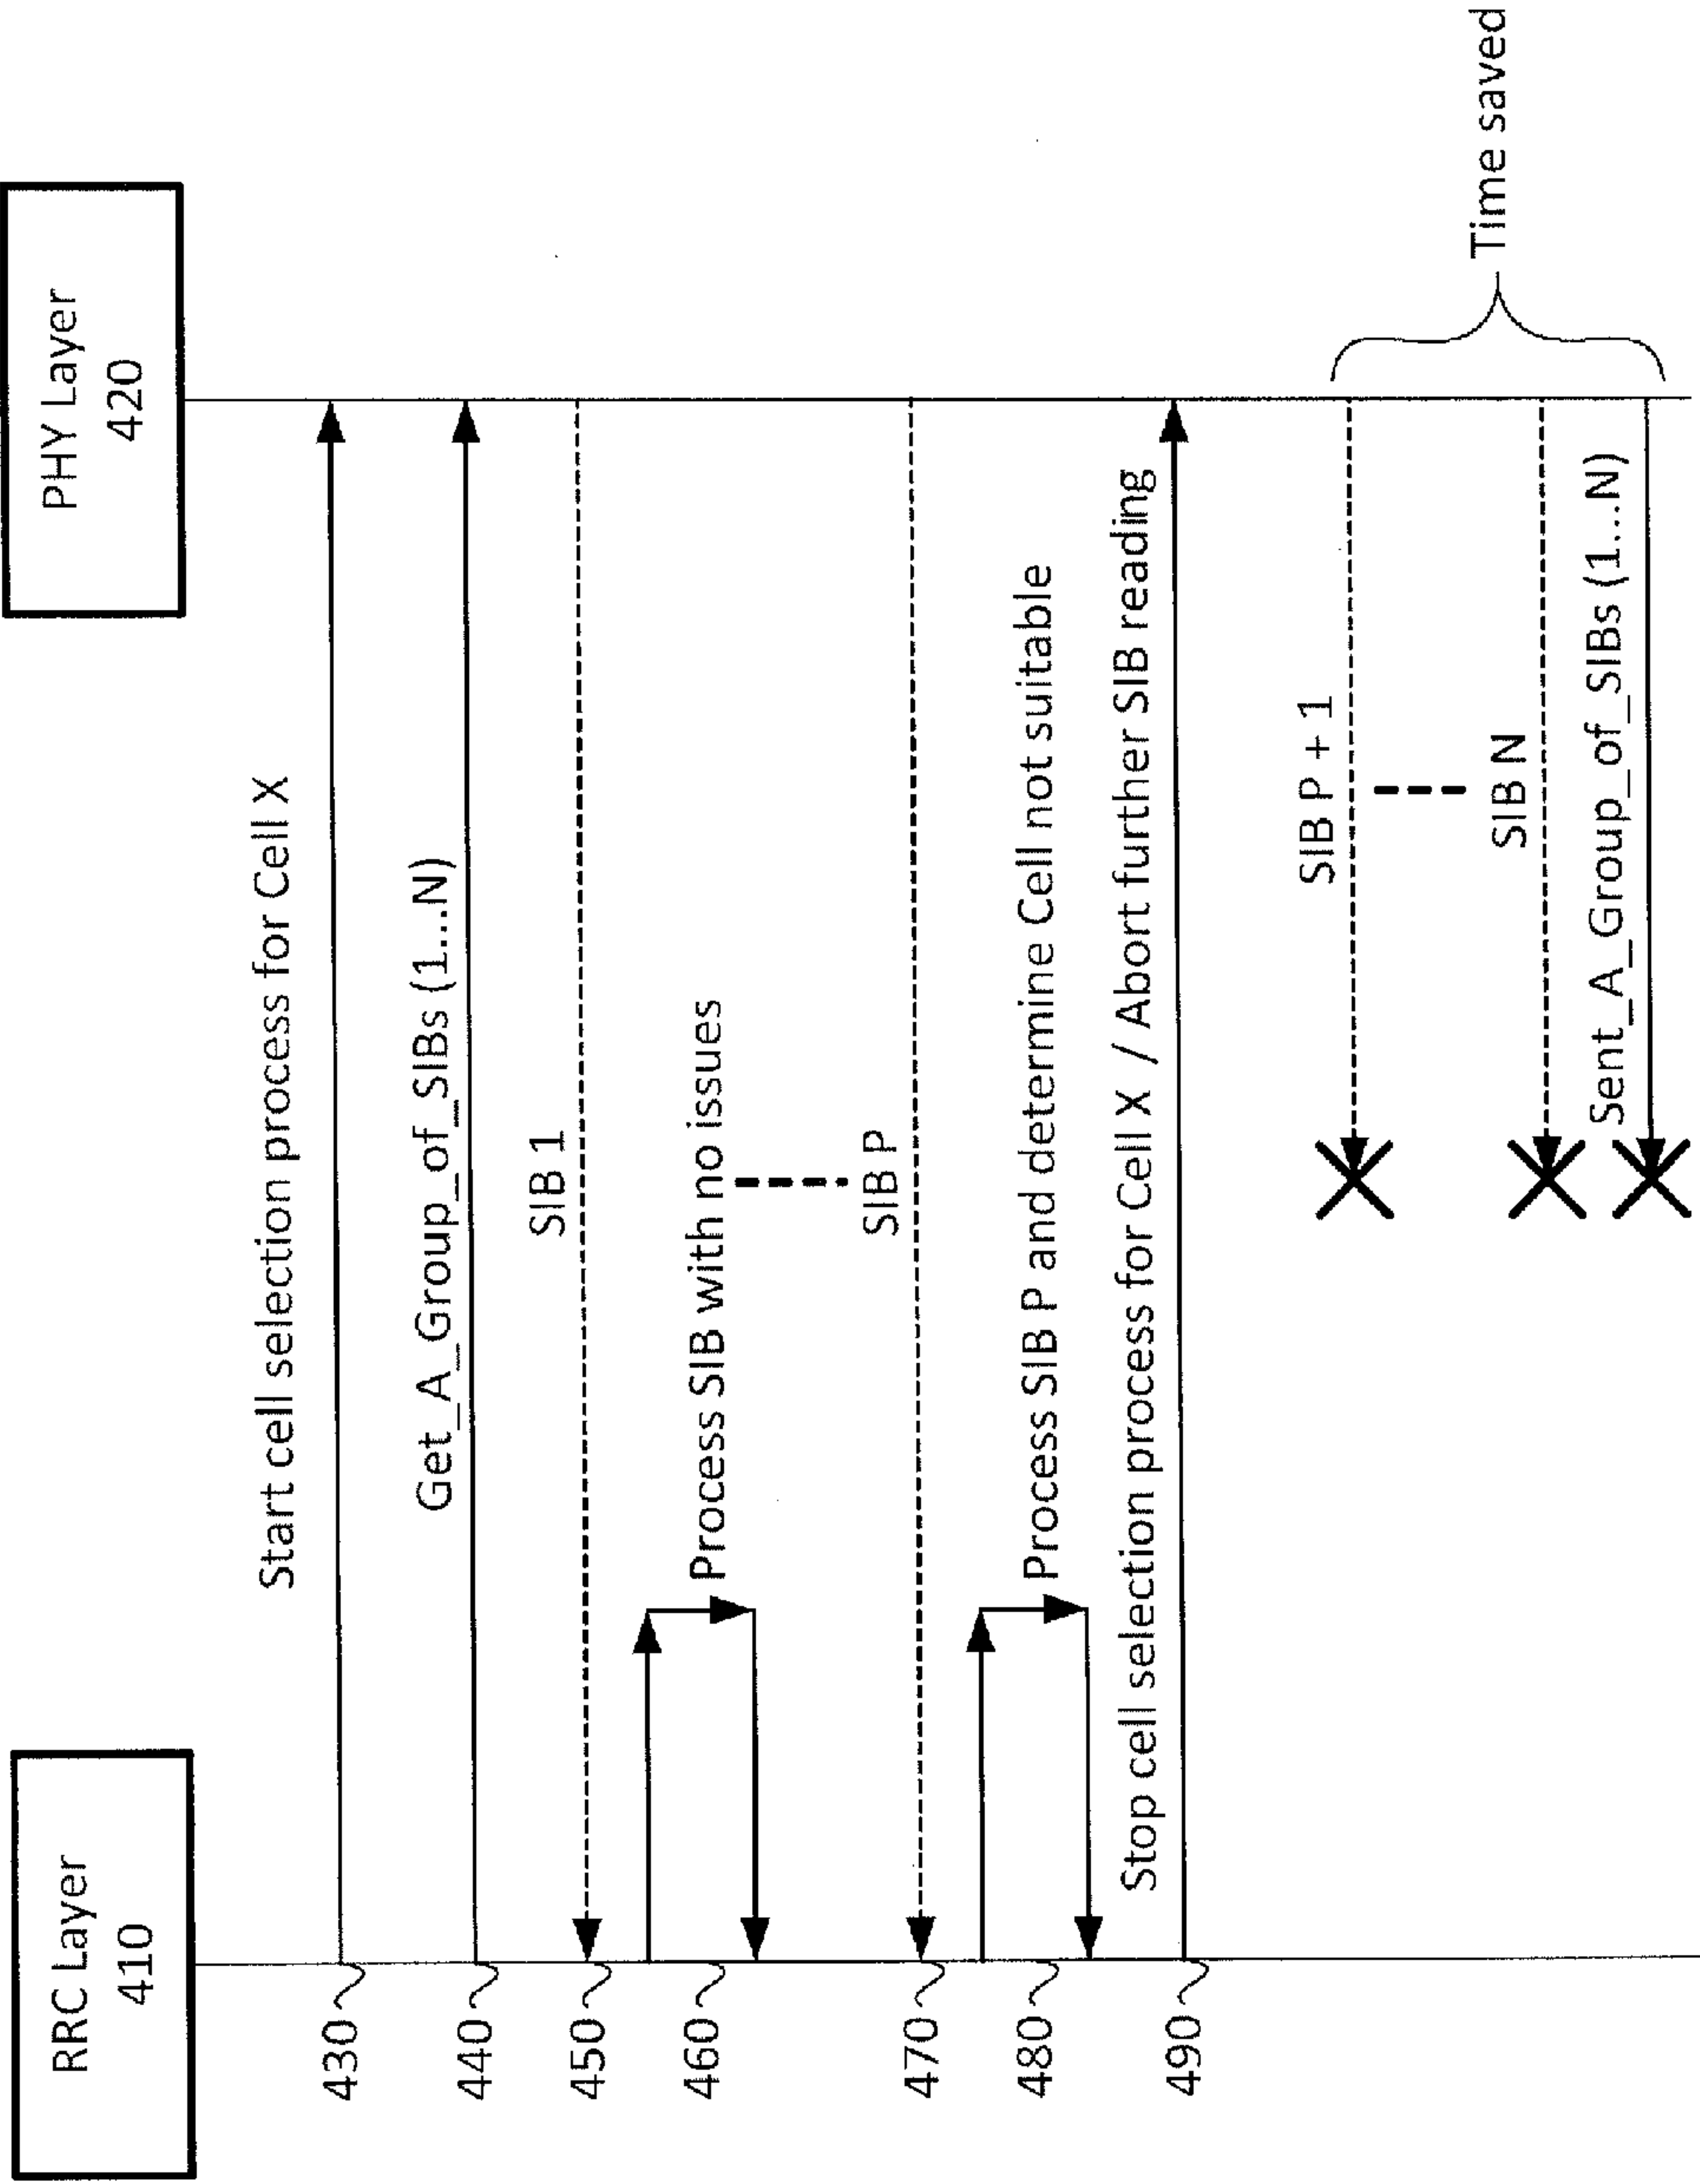 RRC Layer
410
PHY Layer
420
430
Start cell selection process for Cell X
440
Get_A_Group_of_SIBs (1...N)
450
SIB 1
460
Process SIB with no issues
470
SIB P
480
Process SIB P and determine Cell not suitable
490
Stop cell selection process for Cell X / Abort further SIB reading
SIB P + 1
SIB N
Sent_A_Group_of_SIBs (1...N)
Time saved